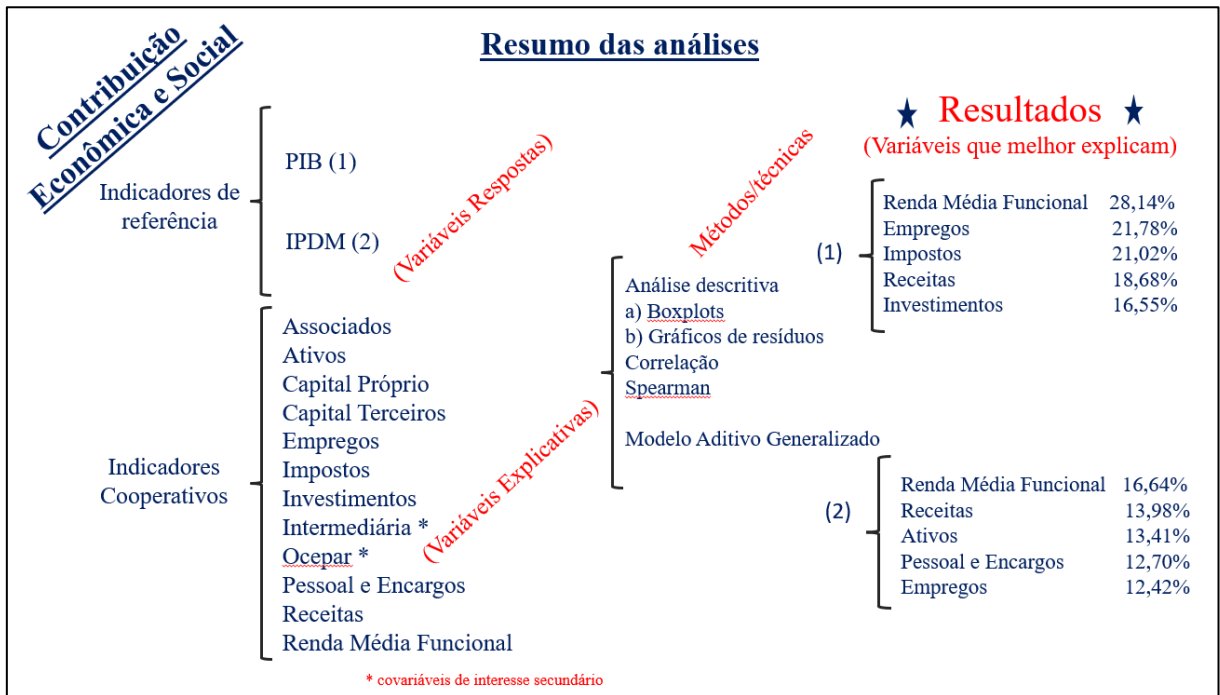 Contribuição
Econômica e Social
Resumo das análises
Indicadores de
referência
PIB (1)
IPDM (2)
(Variáveis Respostas)
Indicadores
Cooperativos
Associados
Ativos
Capital Próprio
Capital Terceiros
Empregos
Impostos
Investimentos
Intermediária *
Ocepar *
Pessoal e Encargos
Receitas
Renda Média Funcional
(Variáveis Explicativas)
* covariáveis de interesse secundário
Métodos/técnicas
Análise descritiva
a) Boxplots
b) Gráficos de resíduos
Correlação
Spearman
Modelo Aditivo Generalizado
Resultados
(Variáveis que melhor explicam)
(1)
Renda Média Funcional 28,14%
Empregos 21,78%
Impostos 21,02%
Receitas 18,68%
Investimentos 16,55%
(2)
Renda Média Funcional 16,64%
Receitas 13,98%
Ativos 13,41%
Pessoal e Encargos 12,70%
Empregos 12,42%